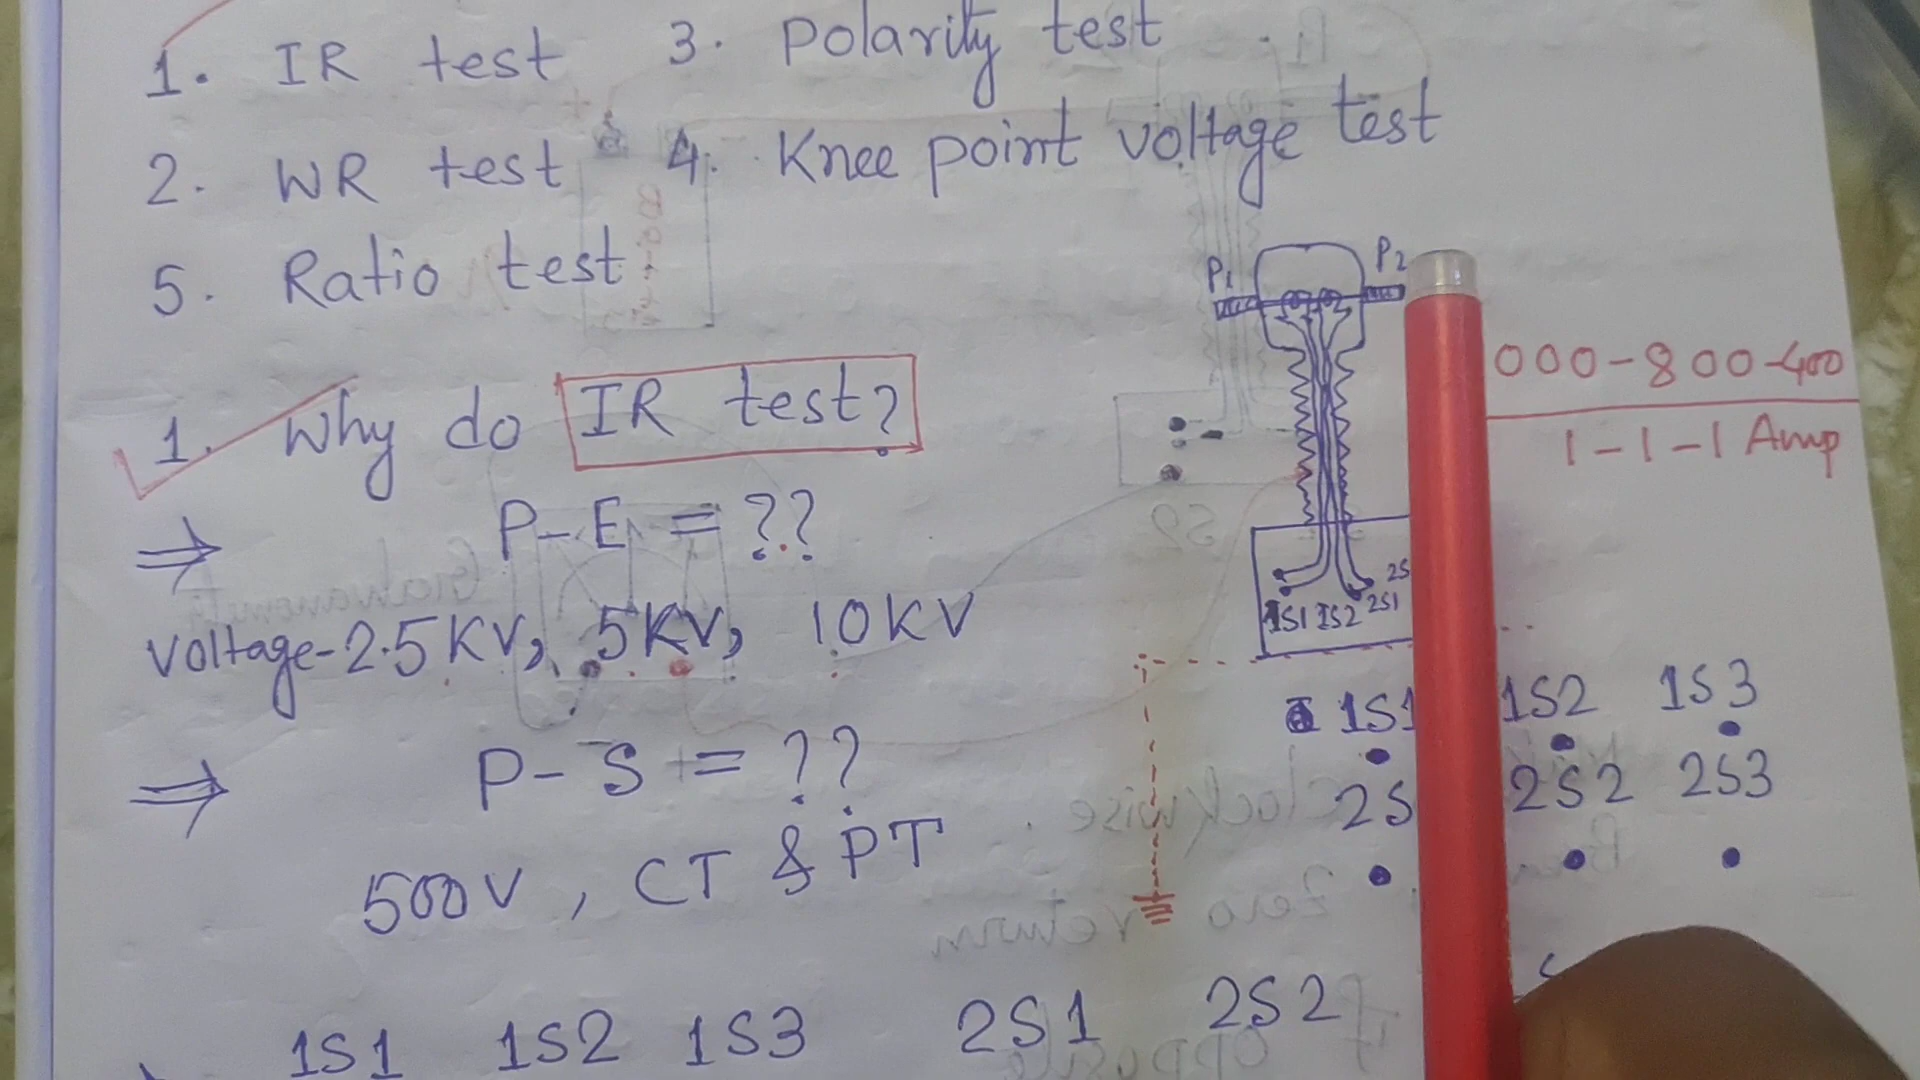 1. IR test 3. Polarity test
2. WR test 4. Knee point voltage test
5. Ratio test
P1 P2
000-800-400
1-1-1 Amp
1. Why do IR test?
⇒ P-E = ??
Voltage-2.5KV, 5KV, 10KV
1S1 1S2 2S1 2S
⇒ P-S = ??
500V, CT & PT
1S1 1S2 1S3
2S 2S2 2S3
1S1 1S2 1S3 2S1 2S2